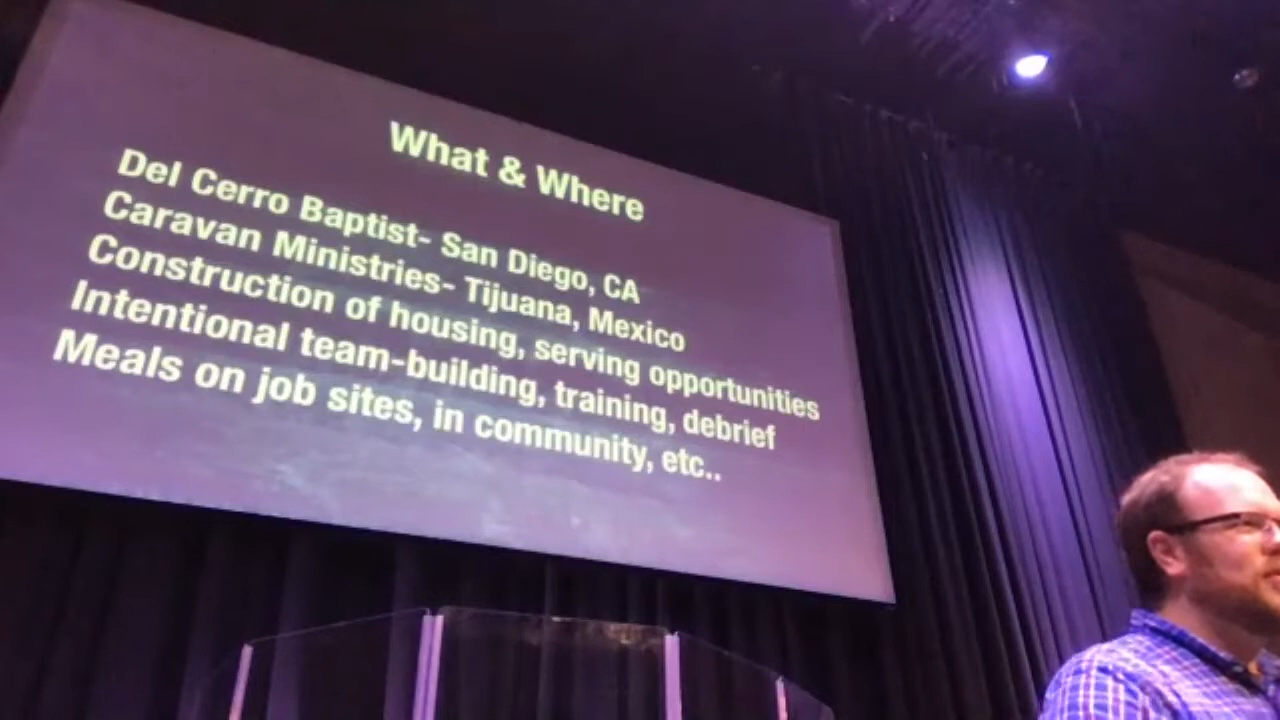 What & Where
Del Cerro Baptist- San Diego, CA
Caravan Ministries- Tijuana, Mexico
Construction of housing, serving opportunities
Intentional team-building, training, debrief
Meals on job sites, in community, etc..